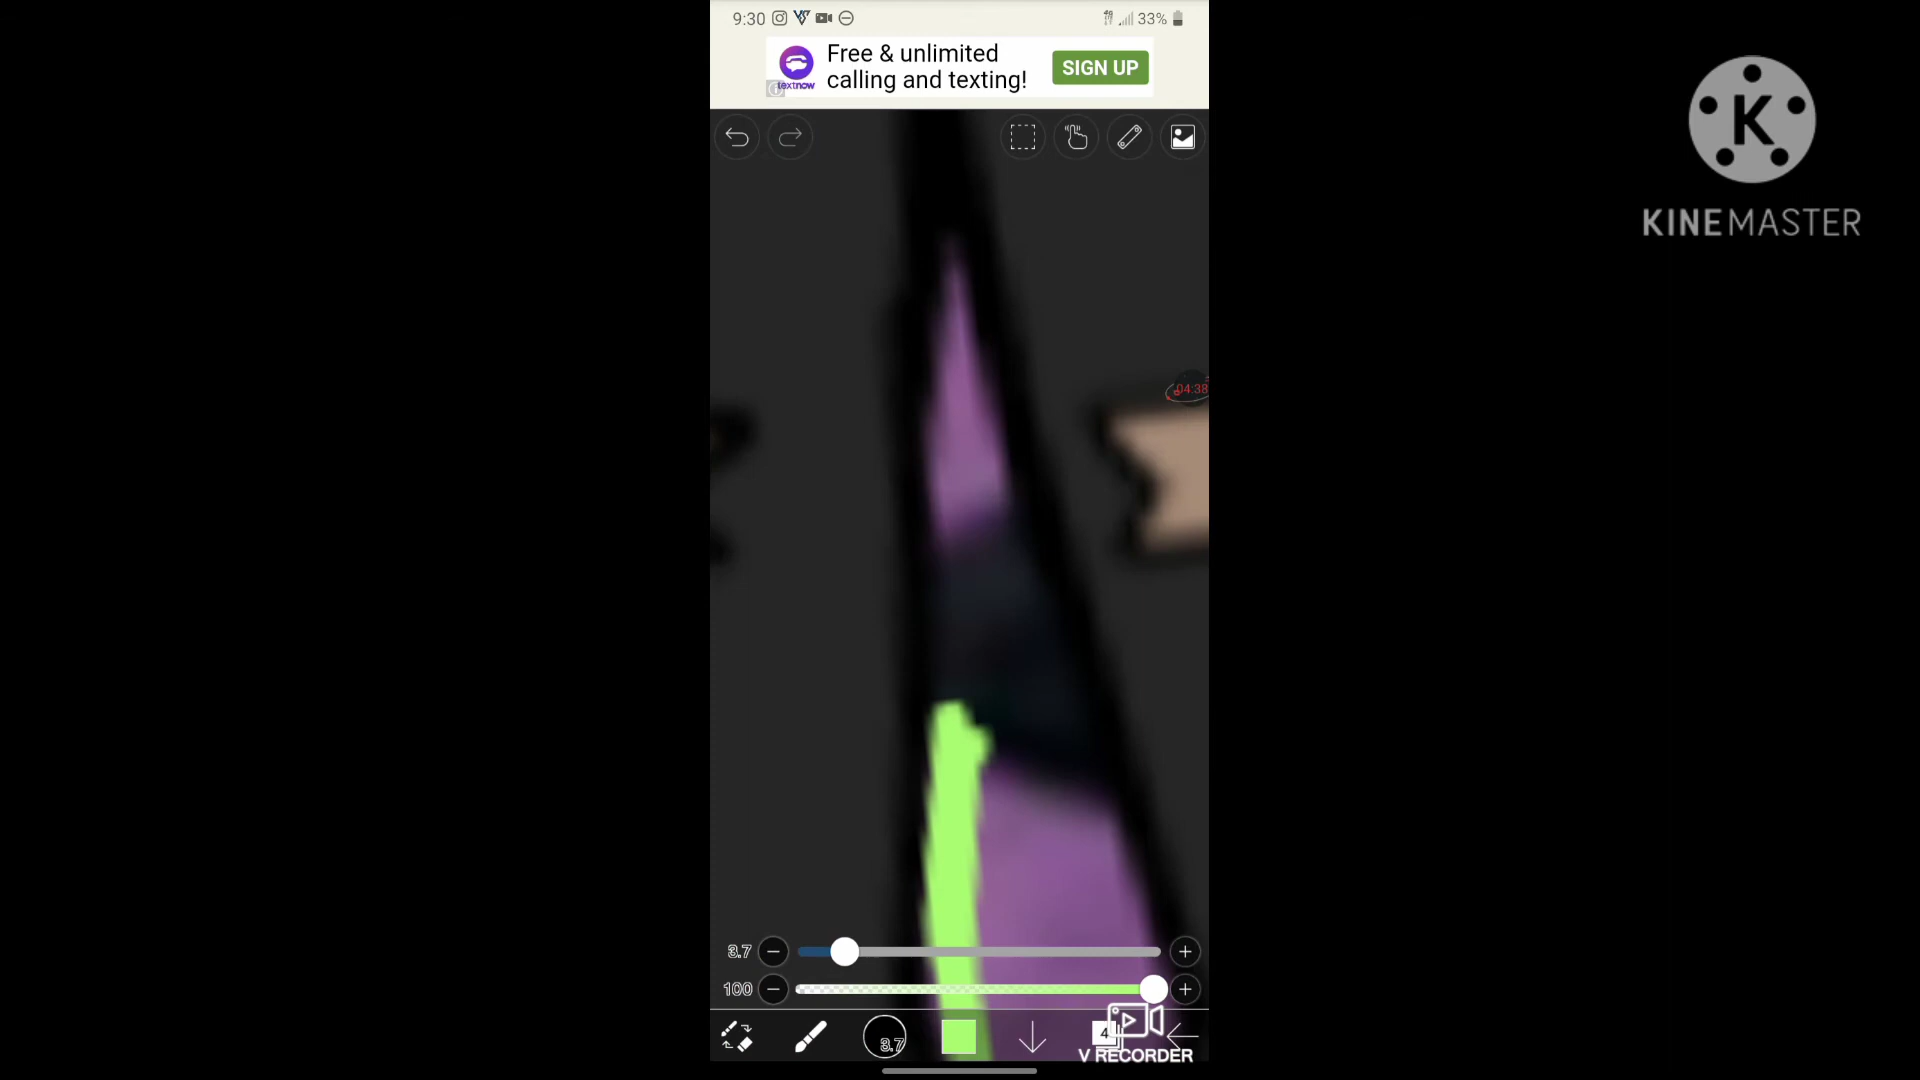 9:30
33%
Free & unlimited
calling and texting!
SIGN UP
textnow
K
KINEMASTER
04:38
3.7
100
3.7
4
V RECORDER